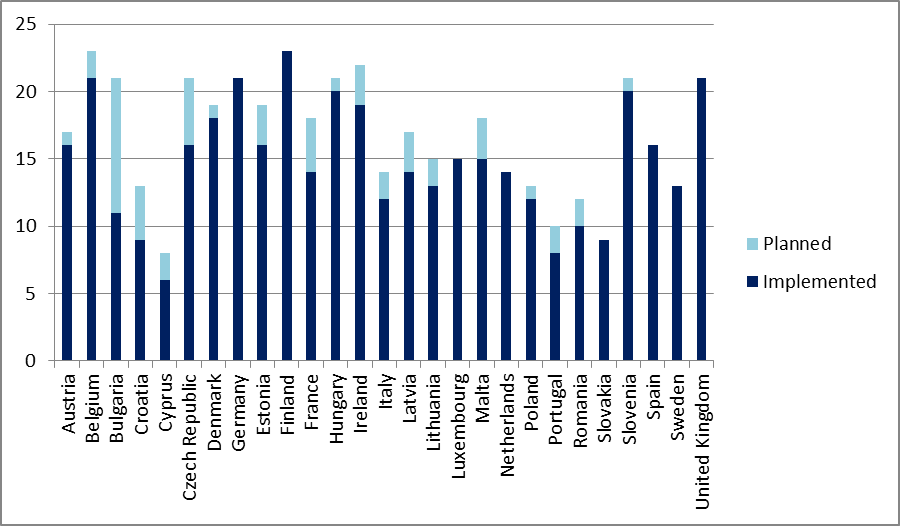 25
20
15
10
5
0
Planned
Implemented
Austria
Belgium
Bulgaria
Croatia
Cyprus
Czech Republic
Denmark
Germany
Estonia
Finland
France
Hungary
Ireland
Italy
Latvia
Lithuania
Luxembourg
Malta
Netherlands
Poland
Portugal
Romania
Slovakia
Slovenia
Spain
Sweden
United Kingdom